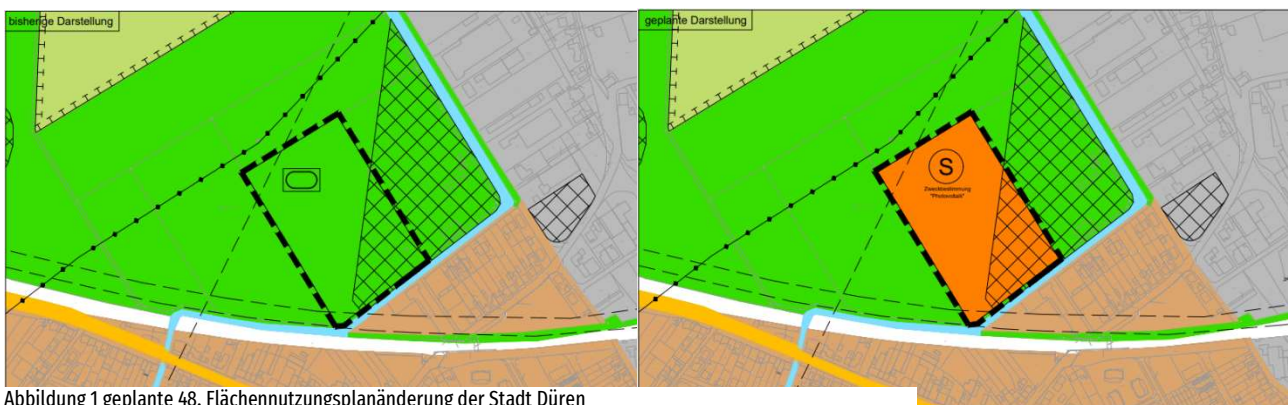 bisherige Darstellung
geplante Darstellung
S
Zweckbestimmung
"Photovoltaik"
Abbildung 1 geplante 48. Flächennutzungsplanänderung der Stadt Düren